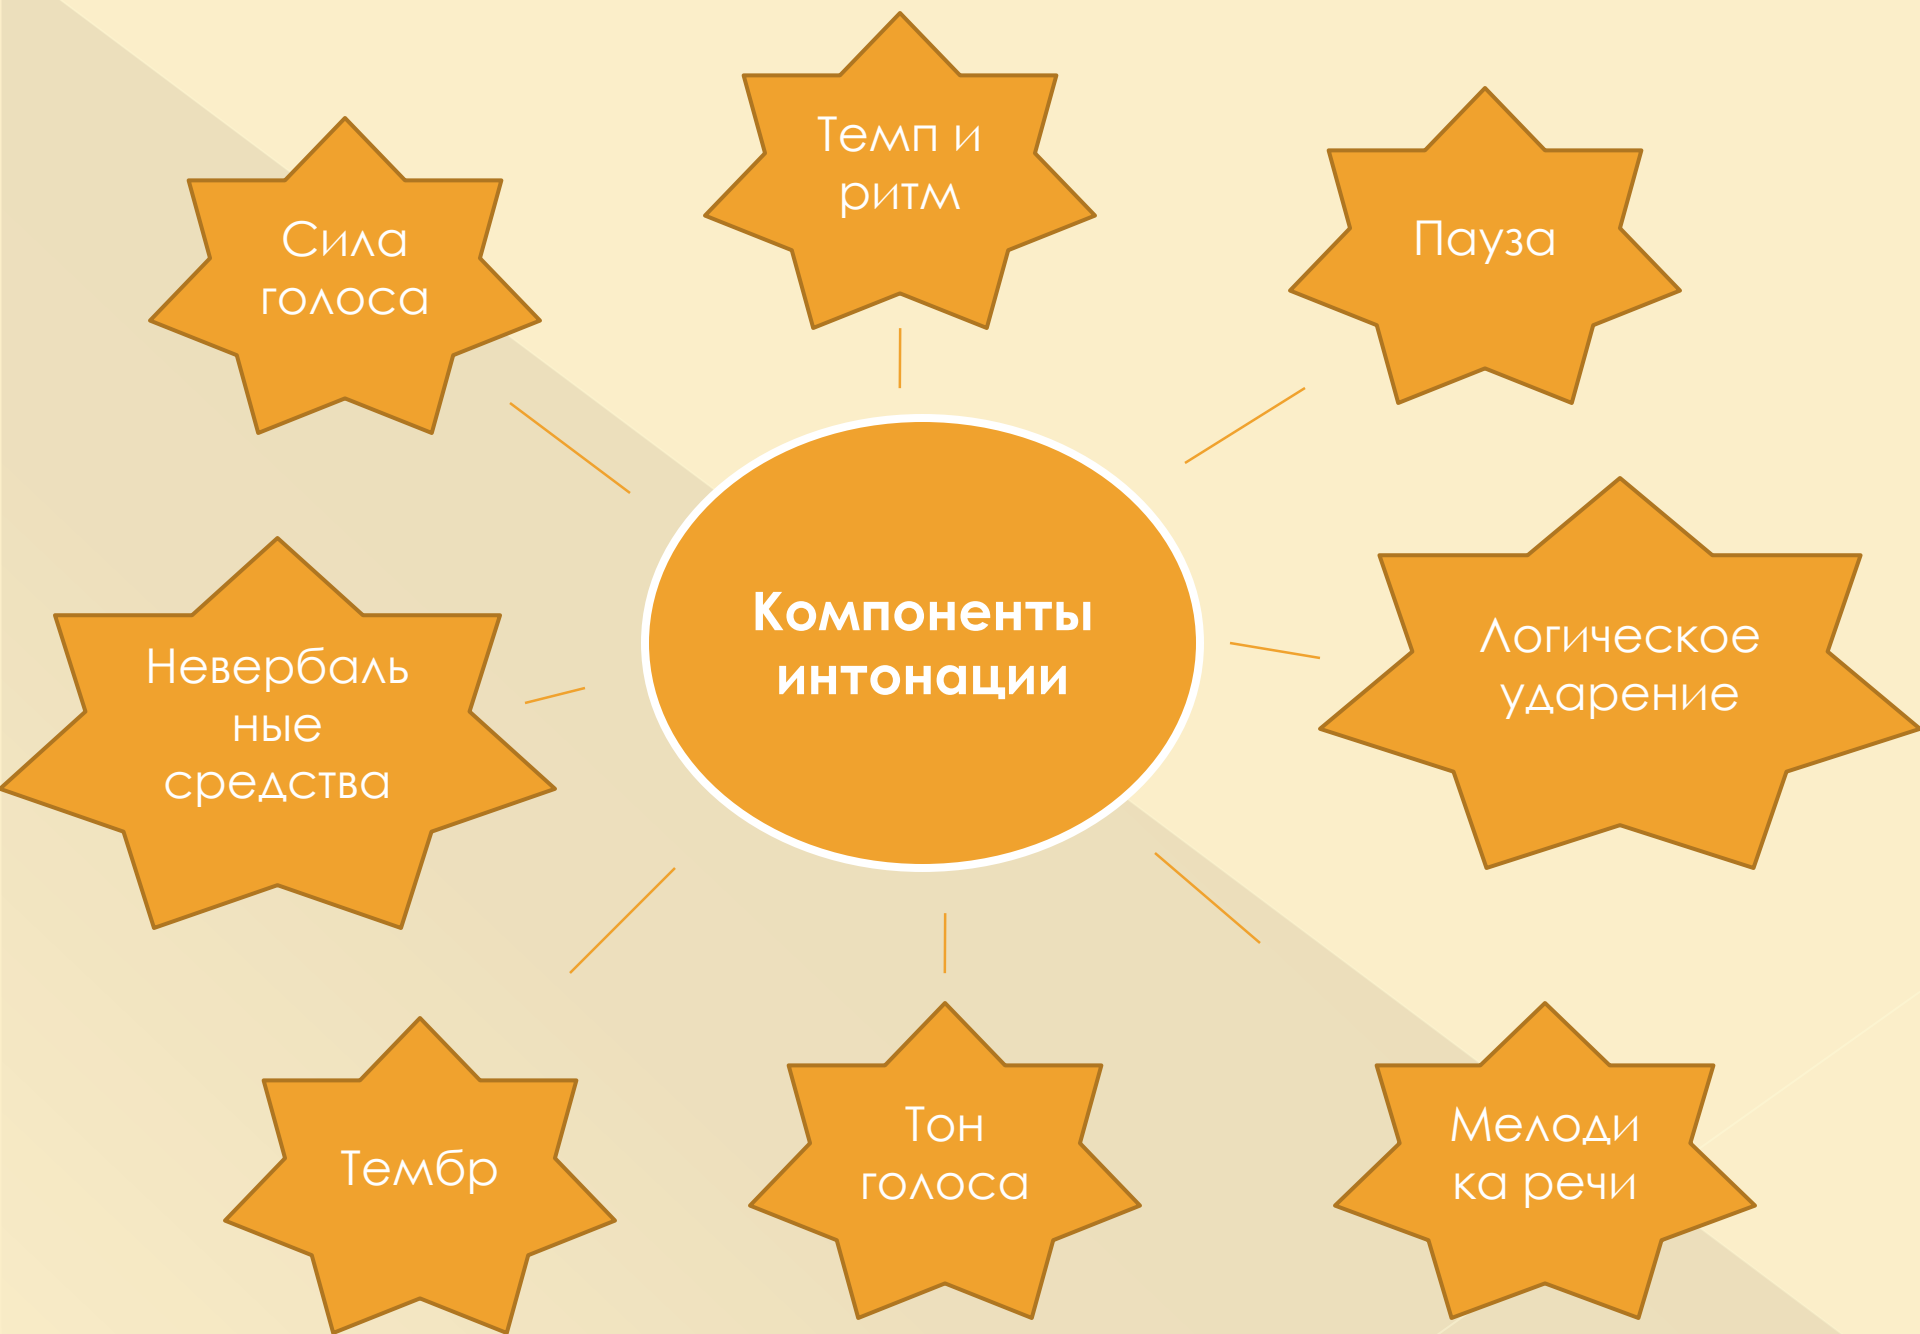 Темп и
ритм
Сила
голоса
Пауза
Компоненты
интонации
Невербаль
ные
средства
Логическое
ударение
Тембр
Тон
голоса
Мелоди
ка речи